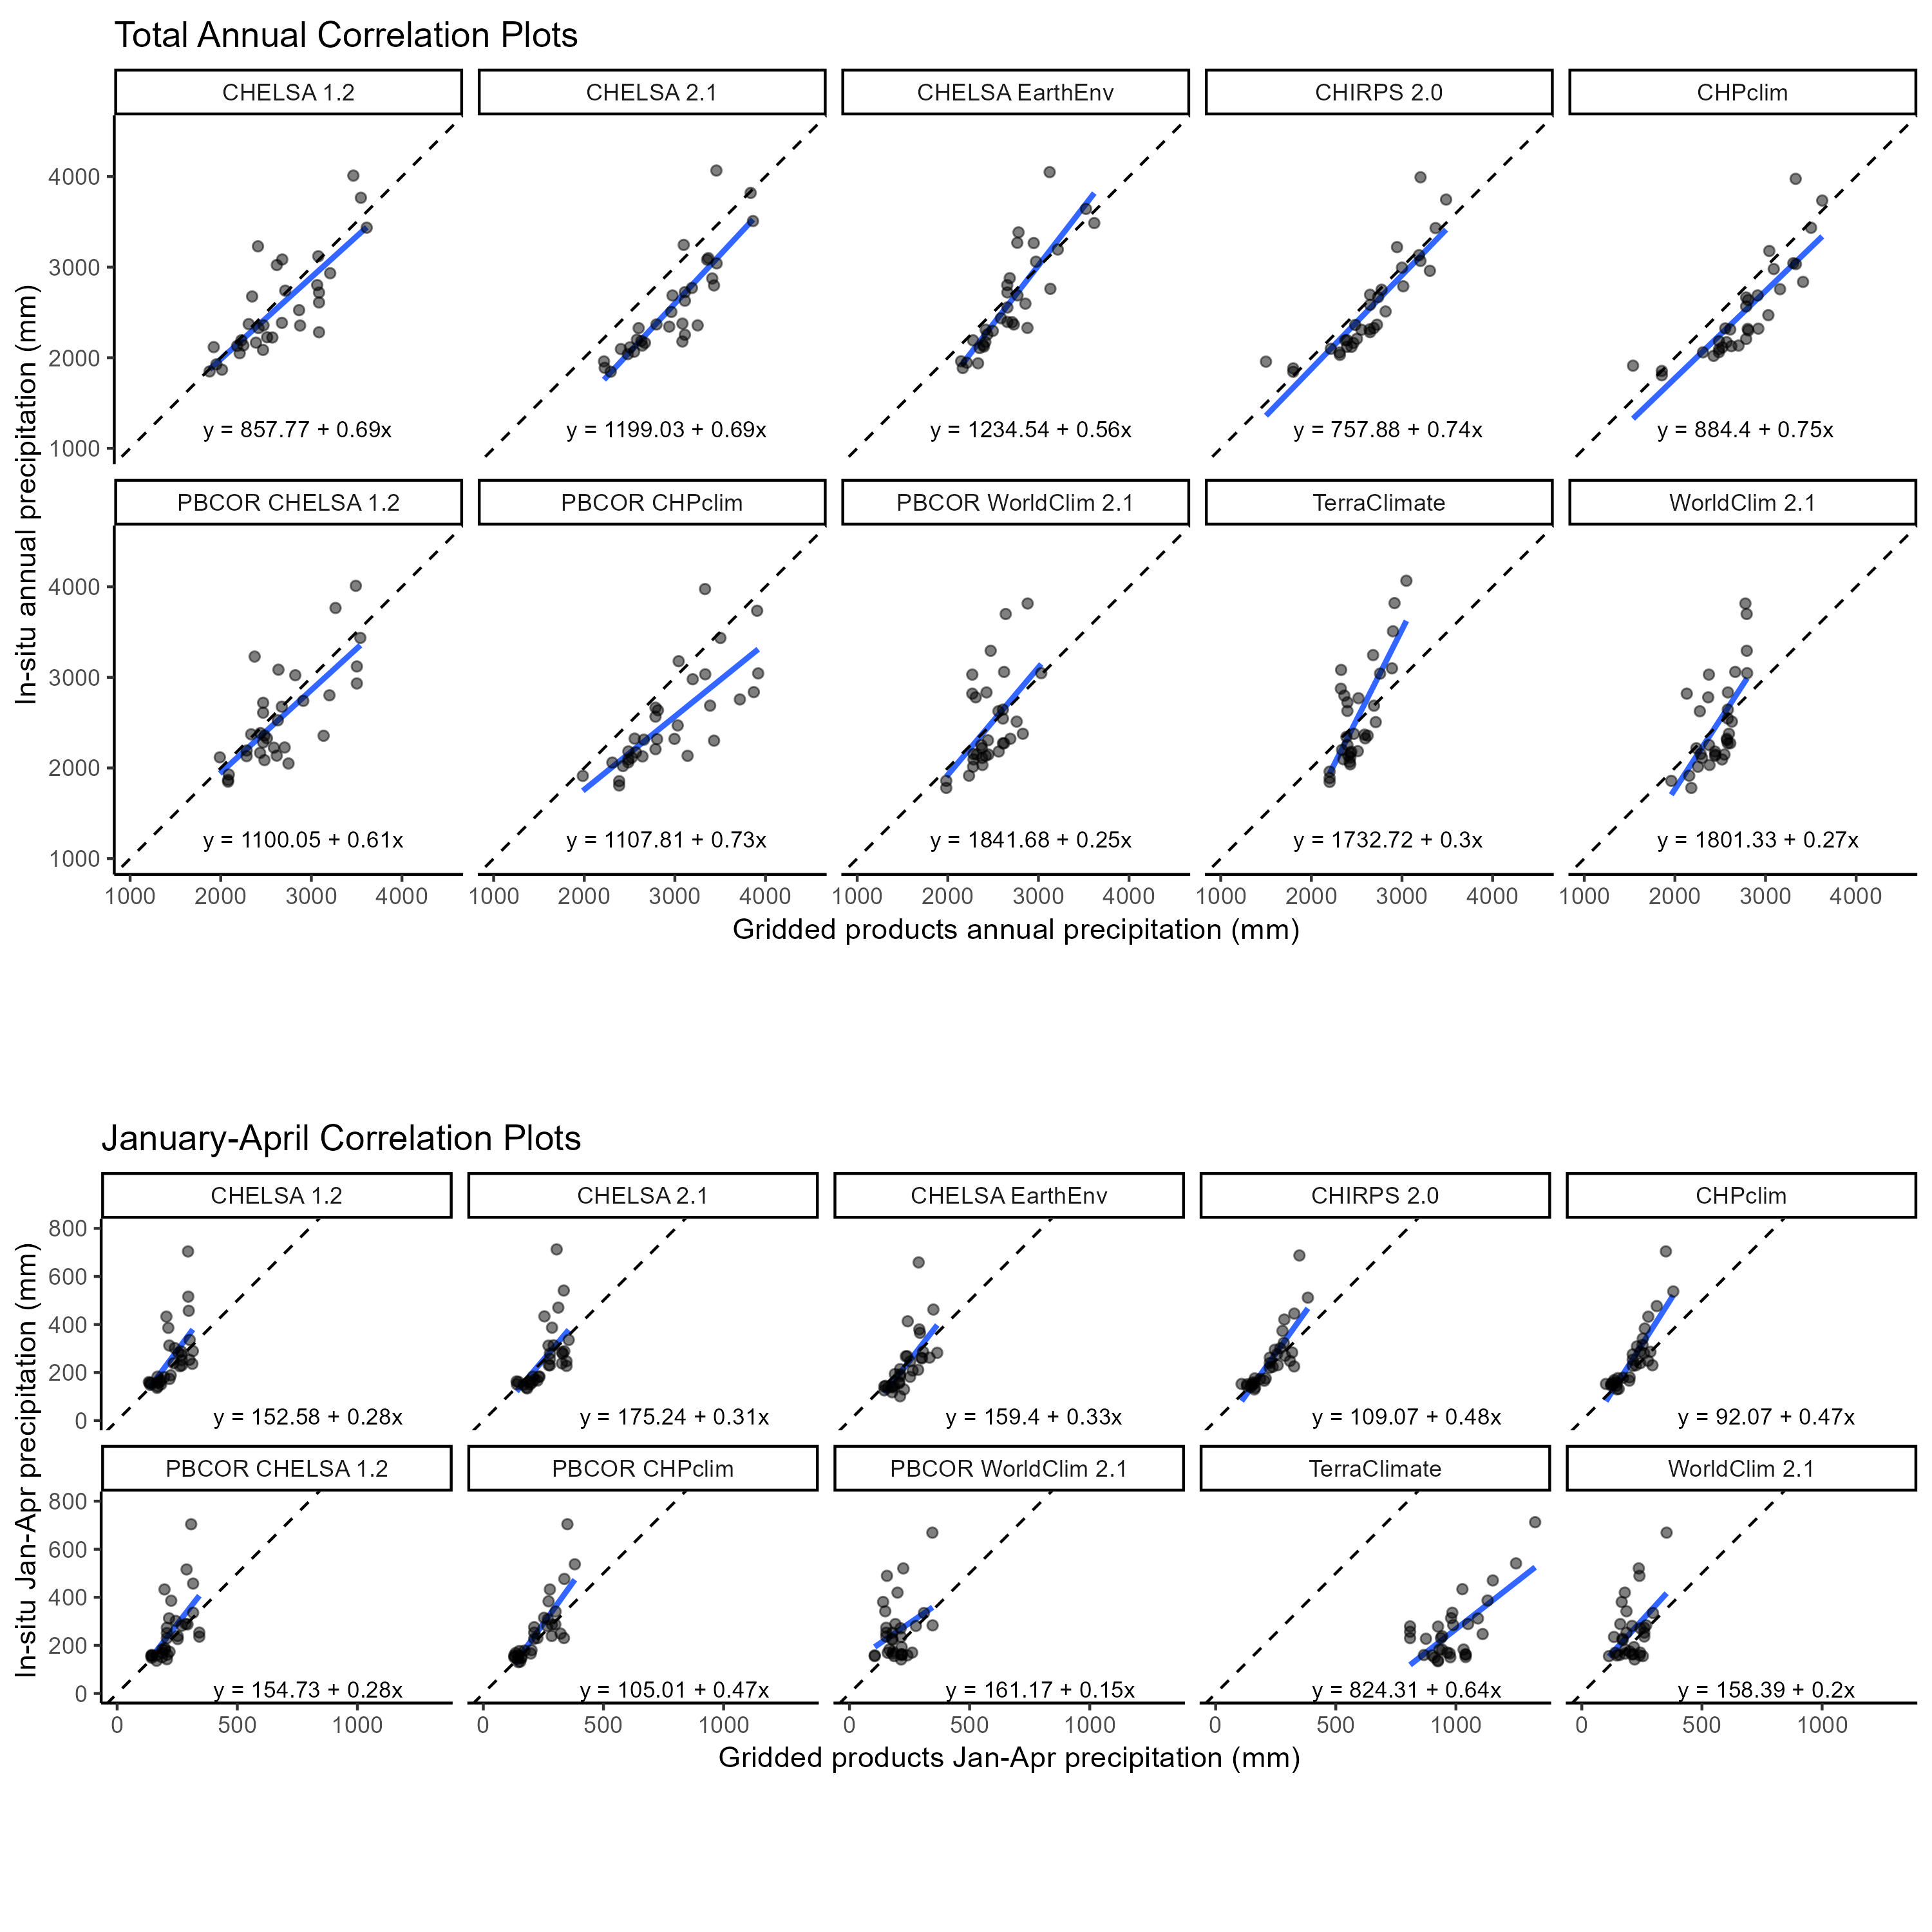 Total Annual Correlation Plots
CHELSA 1.2
CHELSA 2.1
CHELSA EarthEnv
CHIRPS 2.0
CHPclim
In-situ annual precipitation (mm)
4000
3000
2000
1000
y = 857.77 + 0.69x
y = 1199.03 + 0.69x
y = 1234.54 + 0.56x
y = 757.88 + 0.74x
y = 884.4 + 0.75x
PBCOR CHELSA 1.2
PBCOR CHPclim
PBCOR WorldClim 2.1
TerraClimate
WorldClim 2.1
4000
3000
2000
1000
y = 1100.05 + 0.61x
y = 1107.81 + 0.73x
y = 1841.68 + 0.25x
y = 1732.72 + 0.3x
y = 1801.33 + 0.27x
1000 2000 3000 4000
1000 2000 3000 4000
1000 2000 3000 4000
1000 2000 3000 4000
1000 2000 3000 4000
Gridded products annual precipitation (mm)
January-April Correlation Plots
CHELSA 1.2
CHELSA 2.1
CHELSA EarthEnv
CHIRPS 2.0
CHPclim
In-situ Jan-Apr precipitation (mm)
800
600
400
200
0
y = 152.58 + 0.28x
y = 175.24 + 0.31x
y = 159.4 + 0.33x
y = 109.07 + 0.48x
y = 92.07 + 0.47x
PBCOR CHELSA 1.2
PBCOR CHPclim
PBCOR WorldClim 2.1
TerraClimate
WorldClim 2.1
800
600
400
200
0
y = 154.73 + 0.28x
y = 105.01 + 0.47x
y = 161.17 + 0.15x
y = 824.31 + 0.64x
y = 158.39 + 0.2x
0 500 1000
0 500 1000
0 500 1000
0 500 1000
0 500 1000
Gridded products Jan-Apr precipitation (mm)